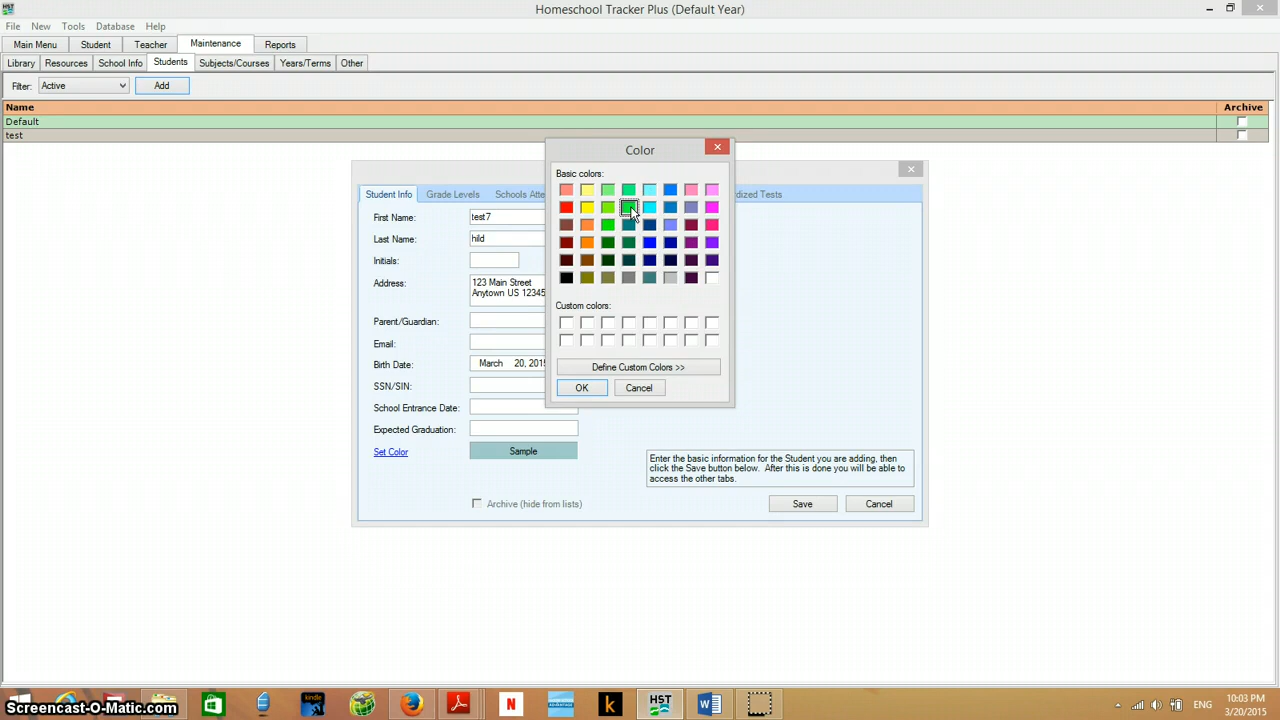 HST
Homeschool Tracker Plus (Default Year)
File New Tools Database Help
Main Menu Student Teacher Maintenance Reports
Library Resources School Info Students Subjects/Courses Years/Terms Other
Filter: Active Add
Name Archive
Default
test
Color
Basic colors:
Custom colors:
Define Custom Colors >>
OK Cancel
Student Info Grade Levels Schools Atte
First Name: test7
Last Name: hild
Initials:
Address: 123 Main Street
Anytown US 12345
Parent/Guardian:
Email:
Birth Date: March 20, 2015
SSN/SIN:
School Entrance Date:
Expected Graduation:
Set Color Sample
Enter the basic information for the Student you are adding, then
click the Save button below. After this is done you will be able to
access the other tabs.
Archive (hide from lists) Save Cancel
Screencast-O-Matic.com
kindle
N
k
HST
W
ENG
10:03 PM
3/20/2015